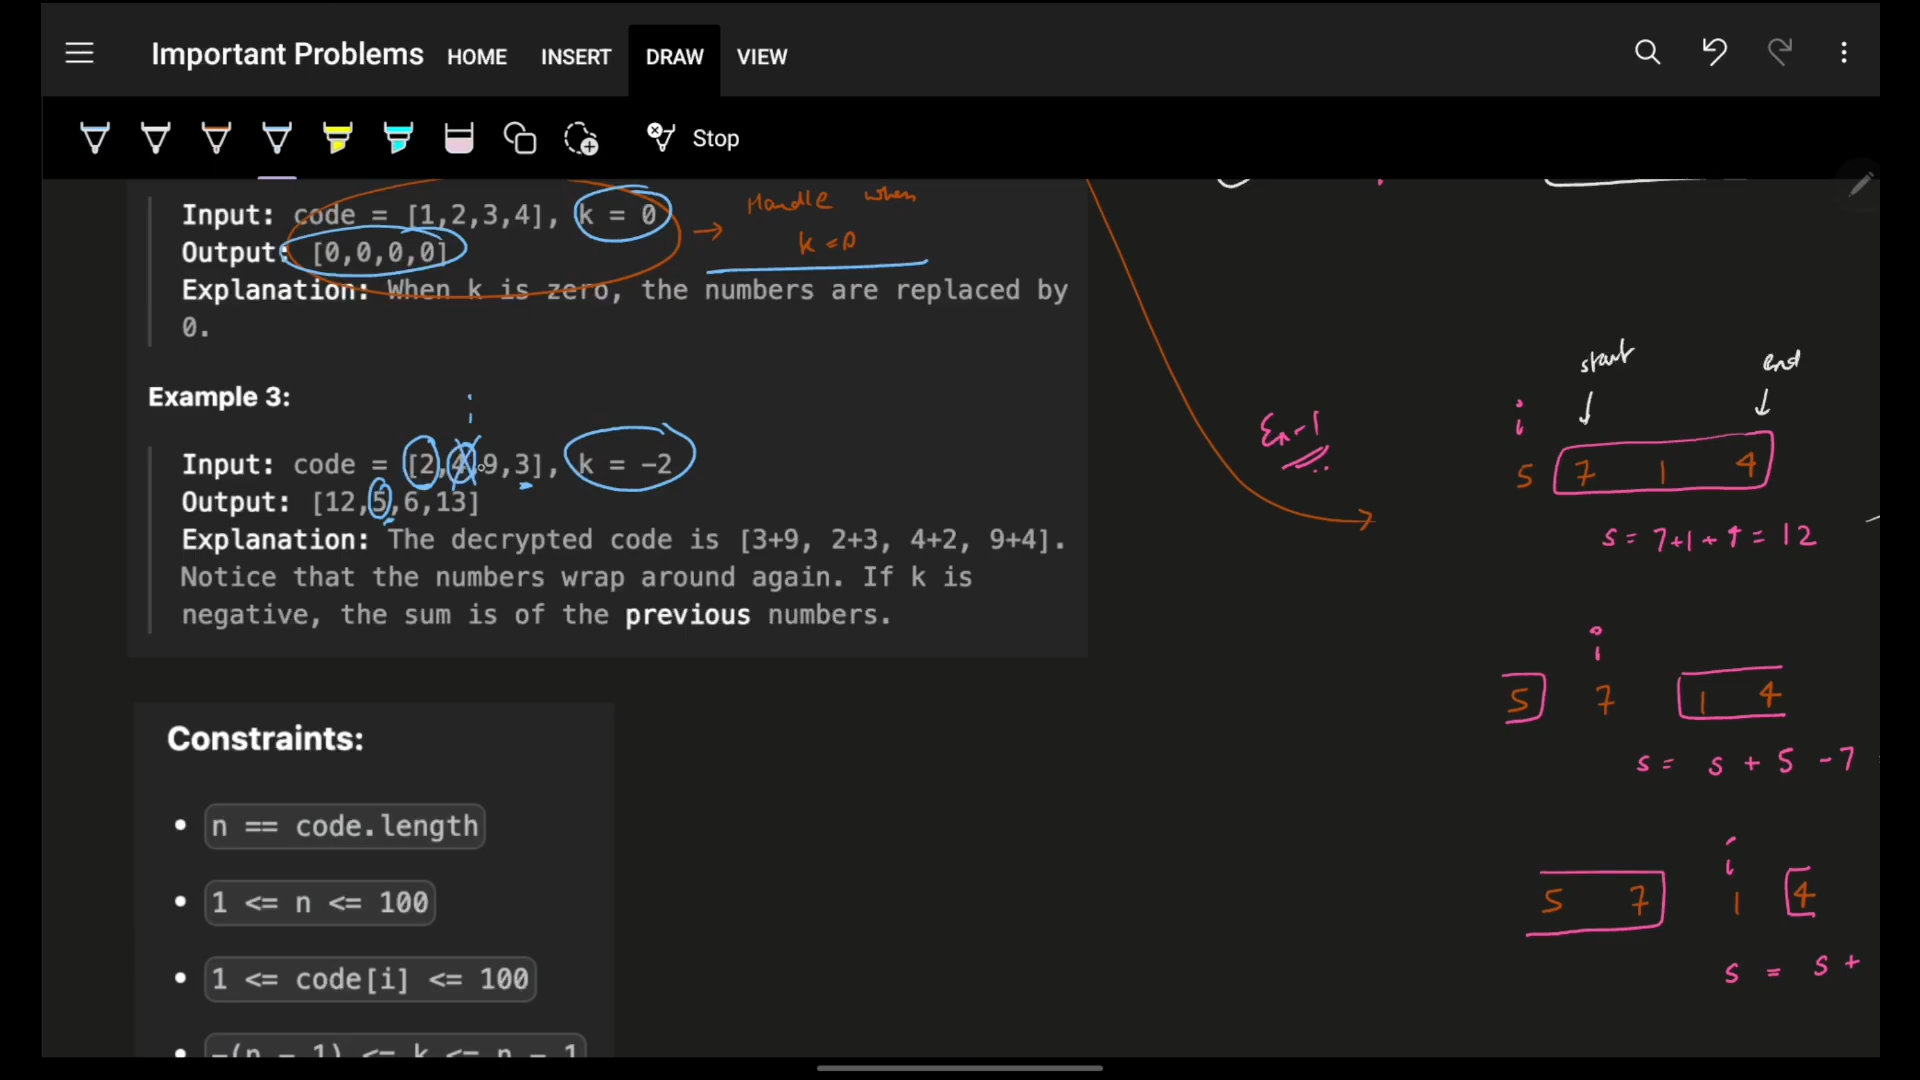 Important Problems HOME INSERT DRAW VIEW
Stop
Input: code = [1,2,3,4], k = 0
Output: [0,0,0,0]
Explanation: When k is zero, the numbers are replaced by
0.
Handle when
k = 0
Example 3:
Input: code = [2,4,9,3], k = -2
Output: [12,5,6,13]
Explanation: The decrypted code is [3+9, 2+3, 4+2, 9+4].
Notice that the numbers wrap around again. If k is
negative, the sum is of the previous numbers.
i
Constraints:
• n == code.length
• 1 <= n <= 100
• 1 <= code[i] <= 100
• -(n - 1) <= k <= n - 1
Ex-1
start end
i
5 7 1 4
s = 7+1+4 = 12
i
5 7 1 4
s = s + 5 - 7
i
5 7 1 4
s = s +